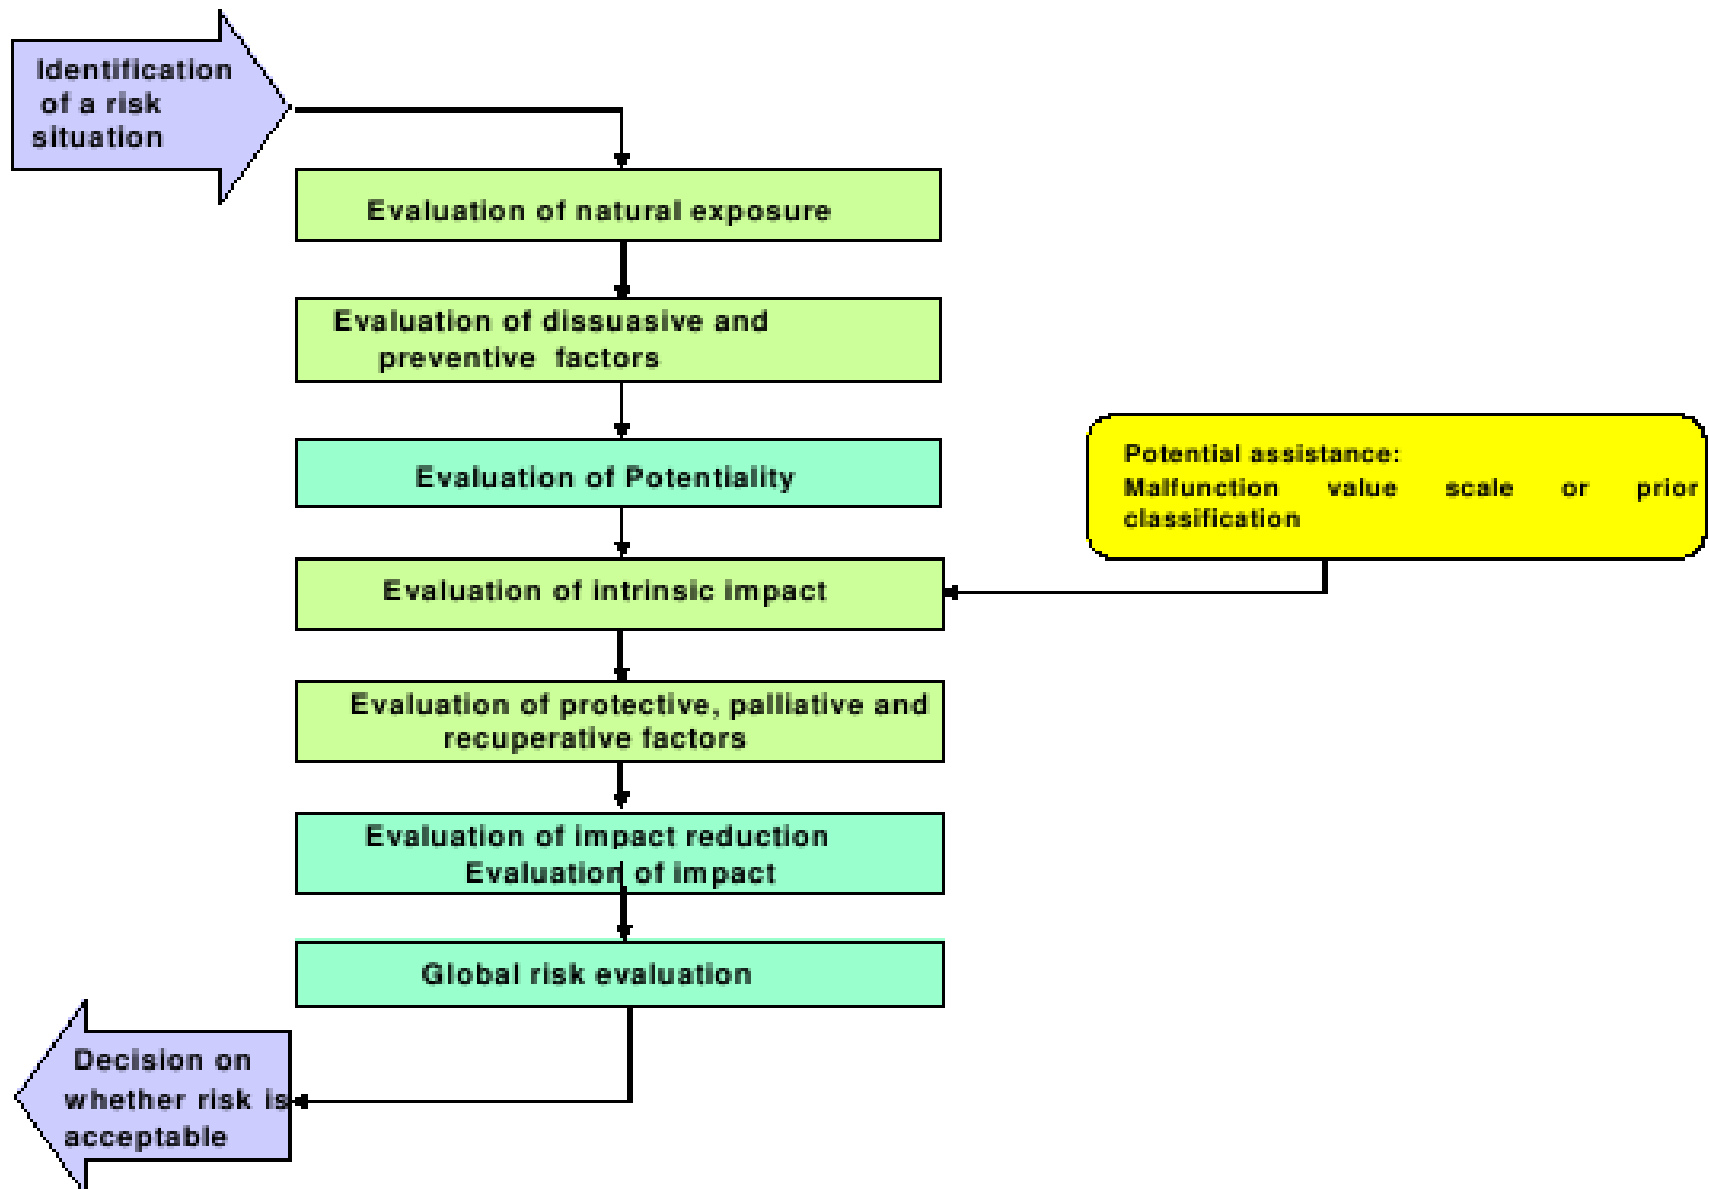 Identification
of a risk
situation
Evaluation of natural exposure
Evaluation of dissuasive and
preventive factors
Evaluation of Potentiality
Potential assistance:
Malfunction value scale or prior
classification
Evaluation of intrinsic impact
Evaluation of protective, palliative and
recuperative factors
Evaluation of impact reduction
Evaluation of impact
Global risk evaluation
Decision on
whether risk is
acceptable